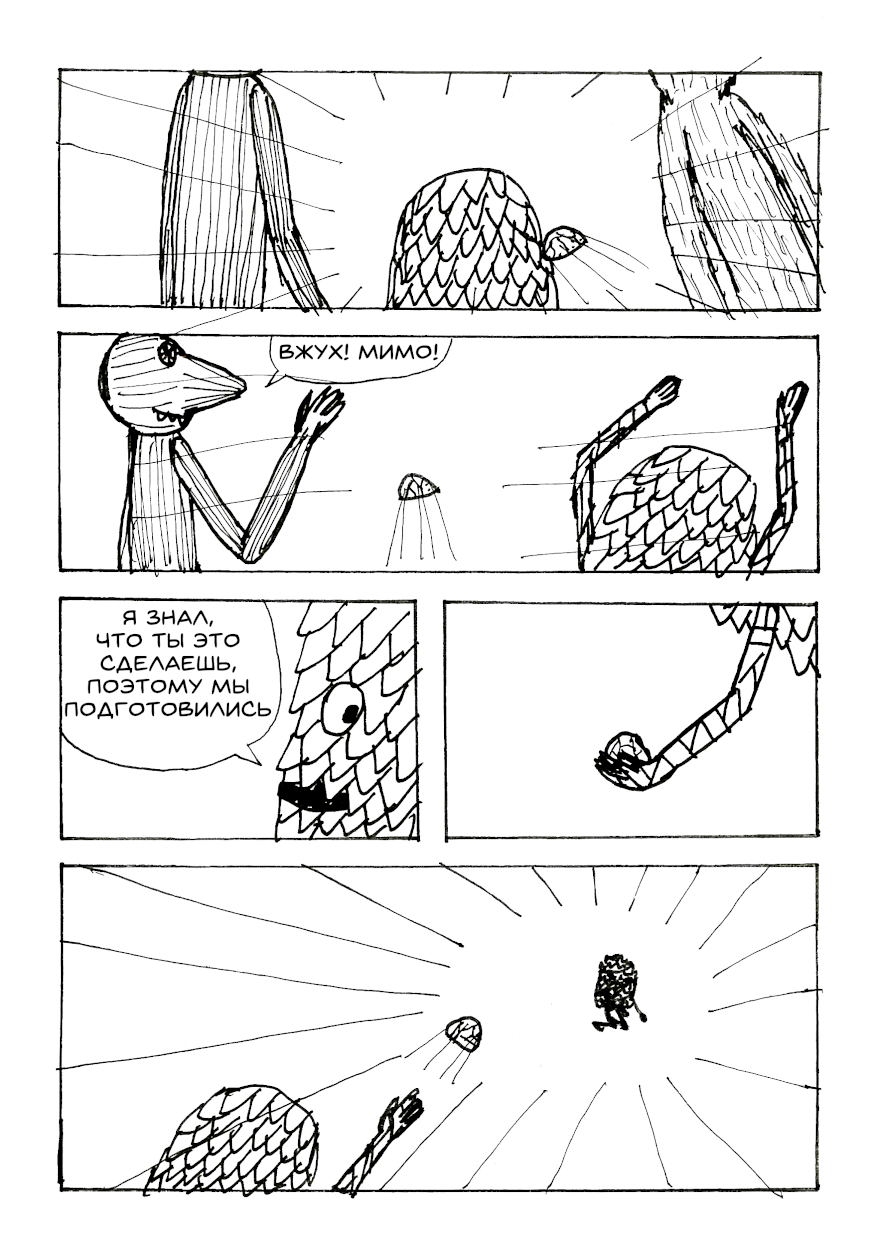 ВЖУХ! МИМО!
Я ЗНАЛ,
ЧТО ТЫ ЭТО
СДЕЛАЕШЬ,
ПОЭТОМУ МЫ
ПОДГОТОВИЛИСЬ